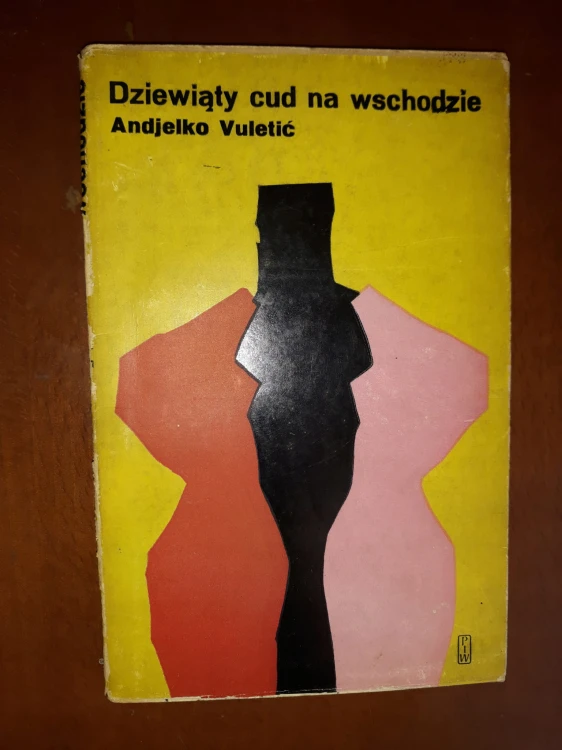 Dziewiąty cud na wschodzie
Andjelko Vuletić
PIW